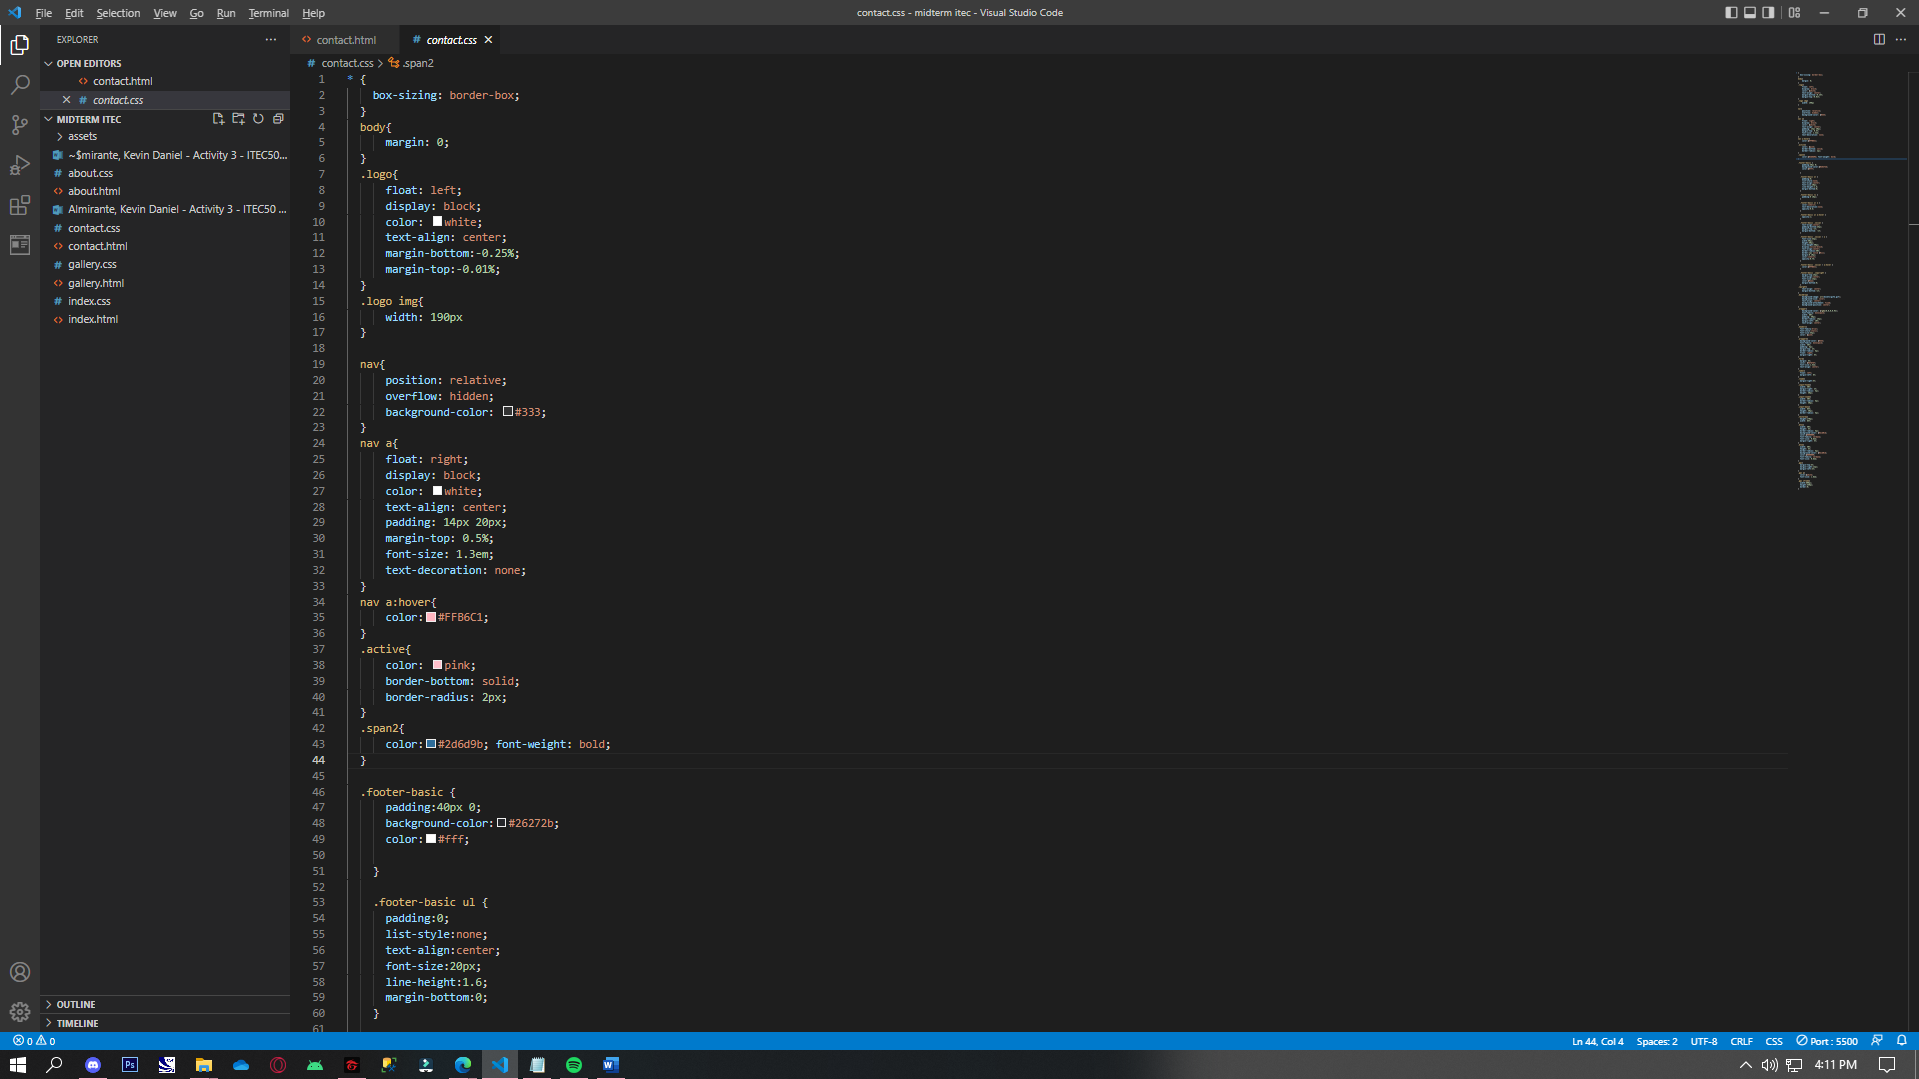 File Edit Selection View Go Run Terminal Help
contact.css - midterm itec - Visual Studio Code
EXPLORER
OPEN EDITORS
contact.html
contact.css
MIDTERM ITEC
assets
~$mirante, Kevin Daniel - Activity 3 - ITEC50...
about.css
about.html
Almirante, Kevin Daniel - Activity 3 - ITEC50 ...
contact.css
contact.html
gallery.css
gallery.html
index.css
index.html
OUTLINE
TIMELINE
contact.html # contact.css
# contact.css > .span2
1 * {
2 box-sizing: border-box;
3 }
4 body{
5 margin: 0;
6 }
7 .logo{
8 float: left;
9 display: block;
10 color: white;
11 text-align: center;
12 margin-bottom:-0.25%;
13 margin-top:-0.01%;
14 }
15 .logo img{
16 width: 190px
17 }
18
19 nav{
20 position: relative;
21 overflow: hidden;
22 background-color: #333;
23 }
24 nav a{
25 float: right;
26 display: block;
27 color: white;
28 text-align: center;
29 padding: 14px 20px;
30 margin-top: 0.5%;
31 font-size: 1.3em;
32 text-decoration: none;
33 }
34 nav a:hover{
35 color: #FFB6C1;
36 }
37 .active{
38 color: pink;
39 border-bottom: solid;
40 border-radius: 2px;
41 }
42 .span2{
43 color: #2d6d9b; font-weight: bold;
44 }
45
46 .footer-basic {
47 padding:40px 0;
48 background-color: #26272b;
49 color: #fff;
50
51 }
52
53 .footer-basic ul {
54 padding:0;
55 list-style:none;
56 text-align:center;
57 font-size:20px;
58 line-height:1.6;
59 margin-bottom:0;
60 }
61
0 0 Ln 44, Col 4 Spaces: 2 UTF-8 CRLF CSS Port : 5500
Ps
4:11 PM